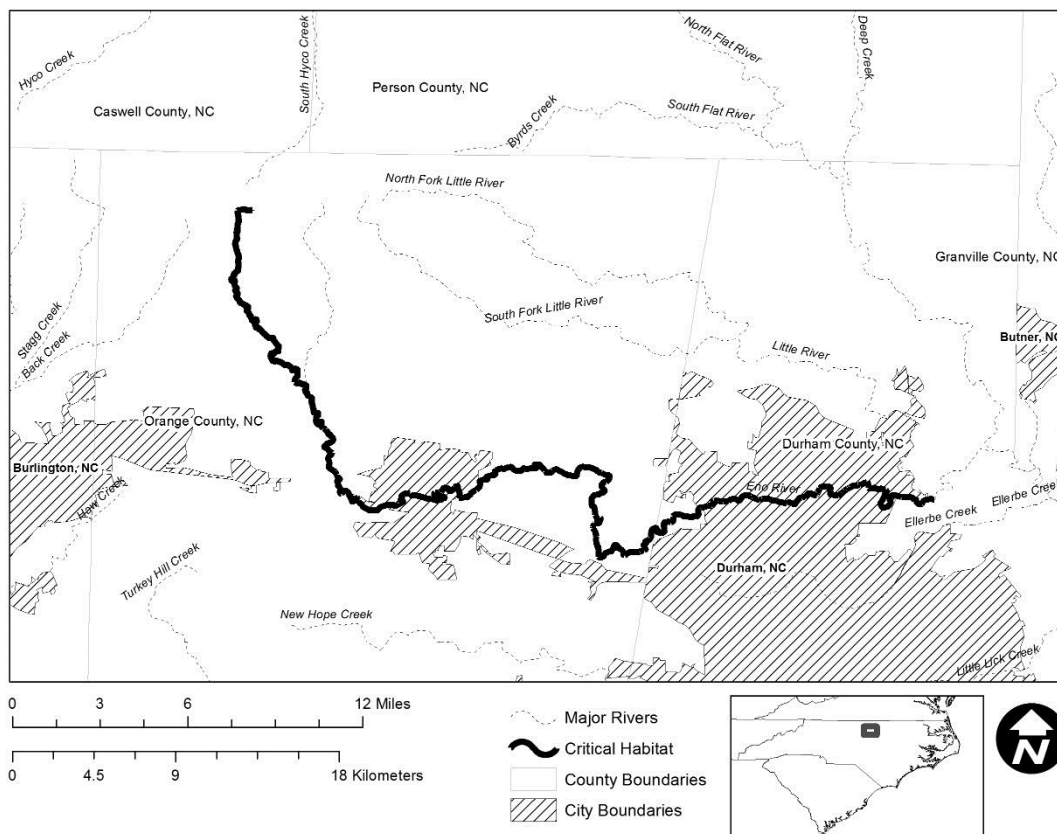 Hyco Creek
South Hyco Creek
North Flat River
Deep Creek
Caswell County, NC
Person County, NC
Byrds Creek
South Flat River
North Fork Little River
Granville County, NC
Stagg Creek
Back Creek
South Fork Little River
Little River
Butner, NC
Orange County, NC
Durham County, NC
Burlington, NC
Haw Creek
Eno River
Ellerbe Creek
Ellerbe Creek
Turkey Hill Creek
Durham, NC
New Hope Creek
Little Lick Creek
0 3 6 12 Miles
0 4.5 9 18 Kilometers
Major Rivers
Critical Habitat
County Boundaries
City Boundaries
N